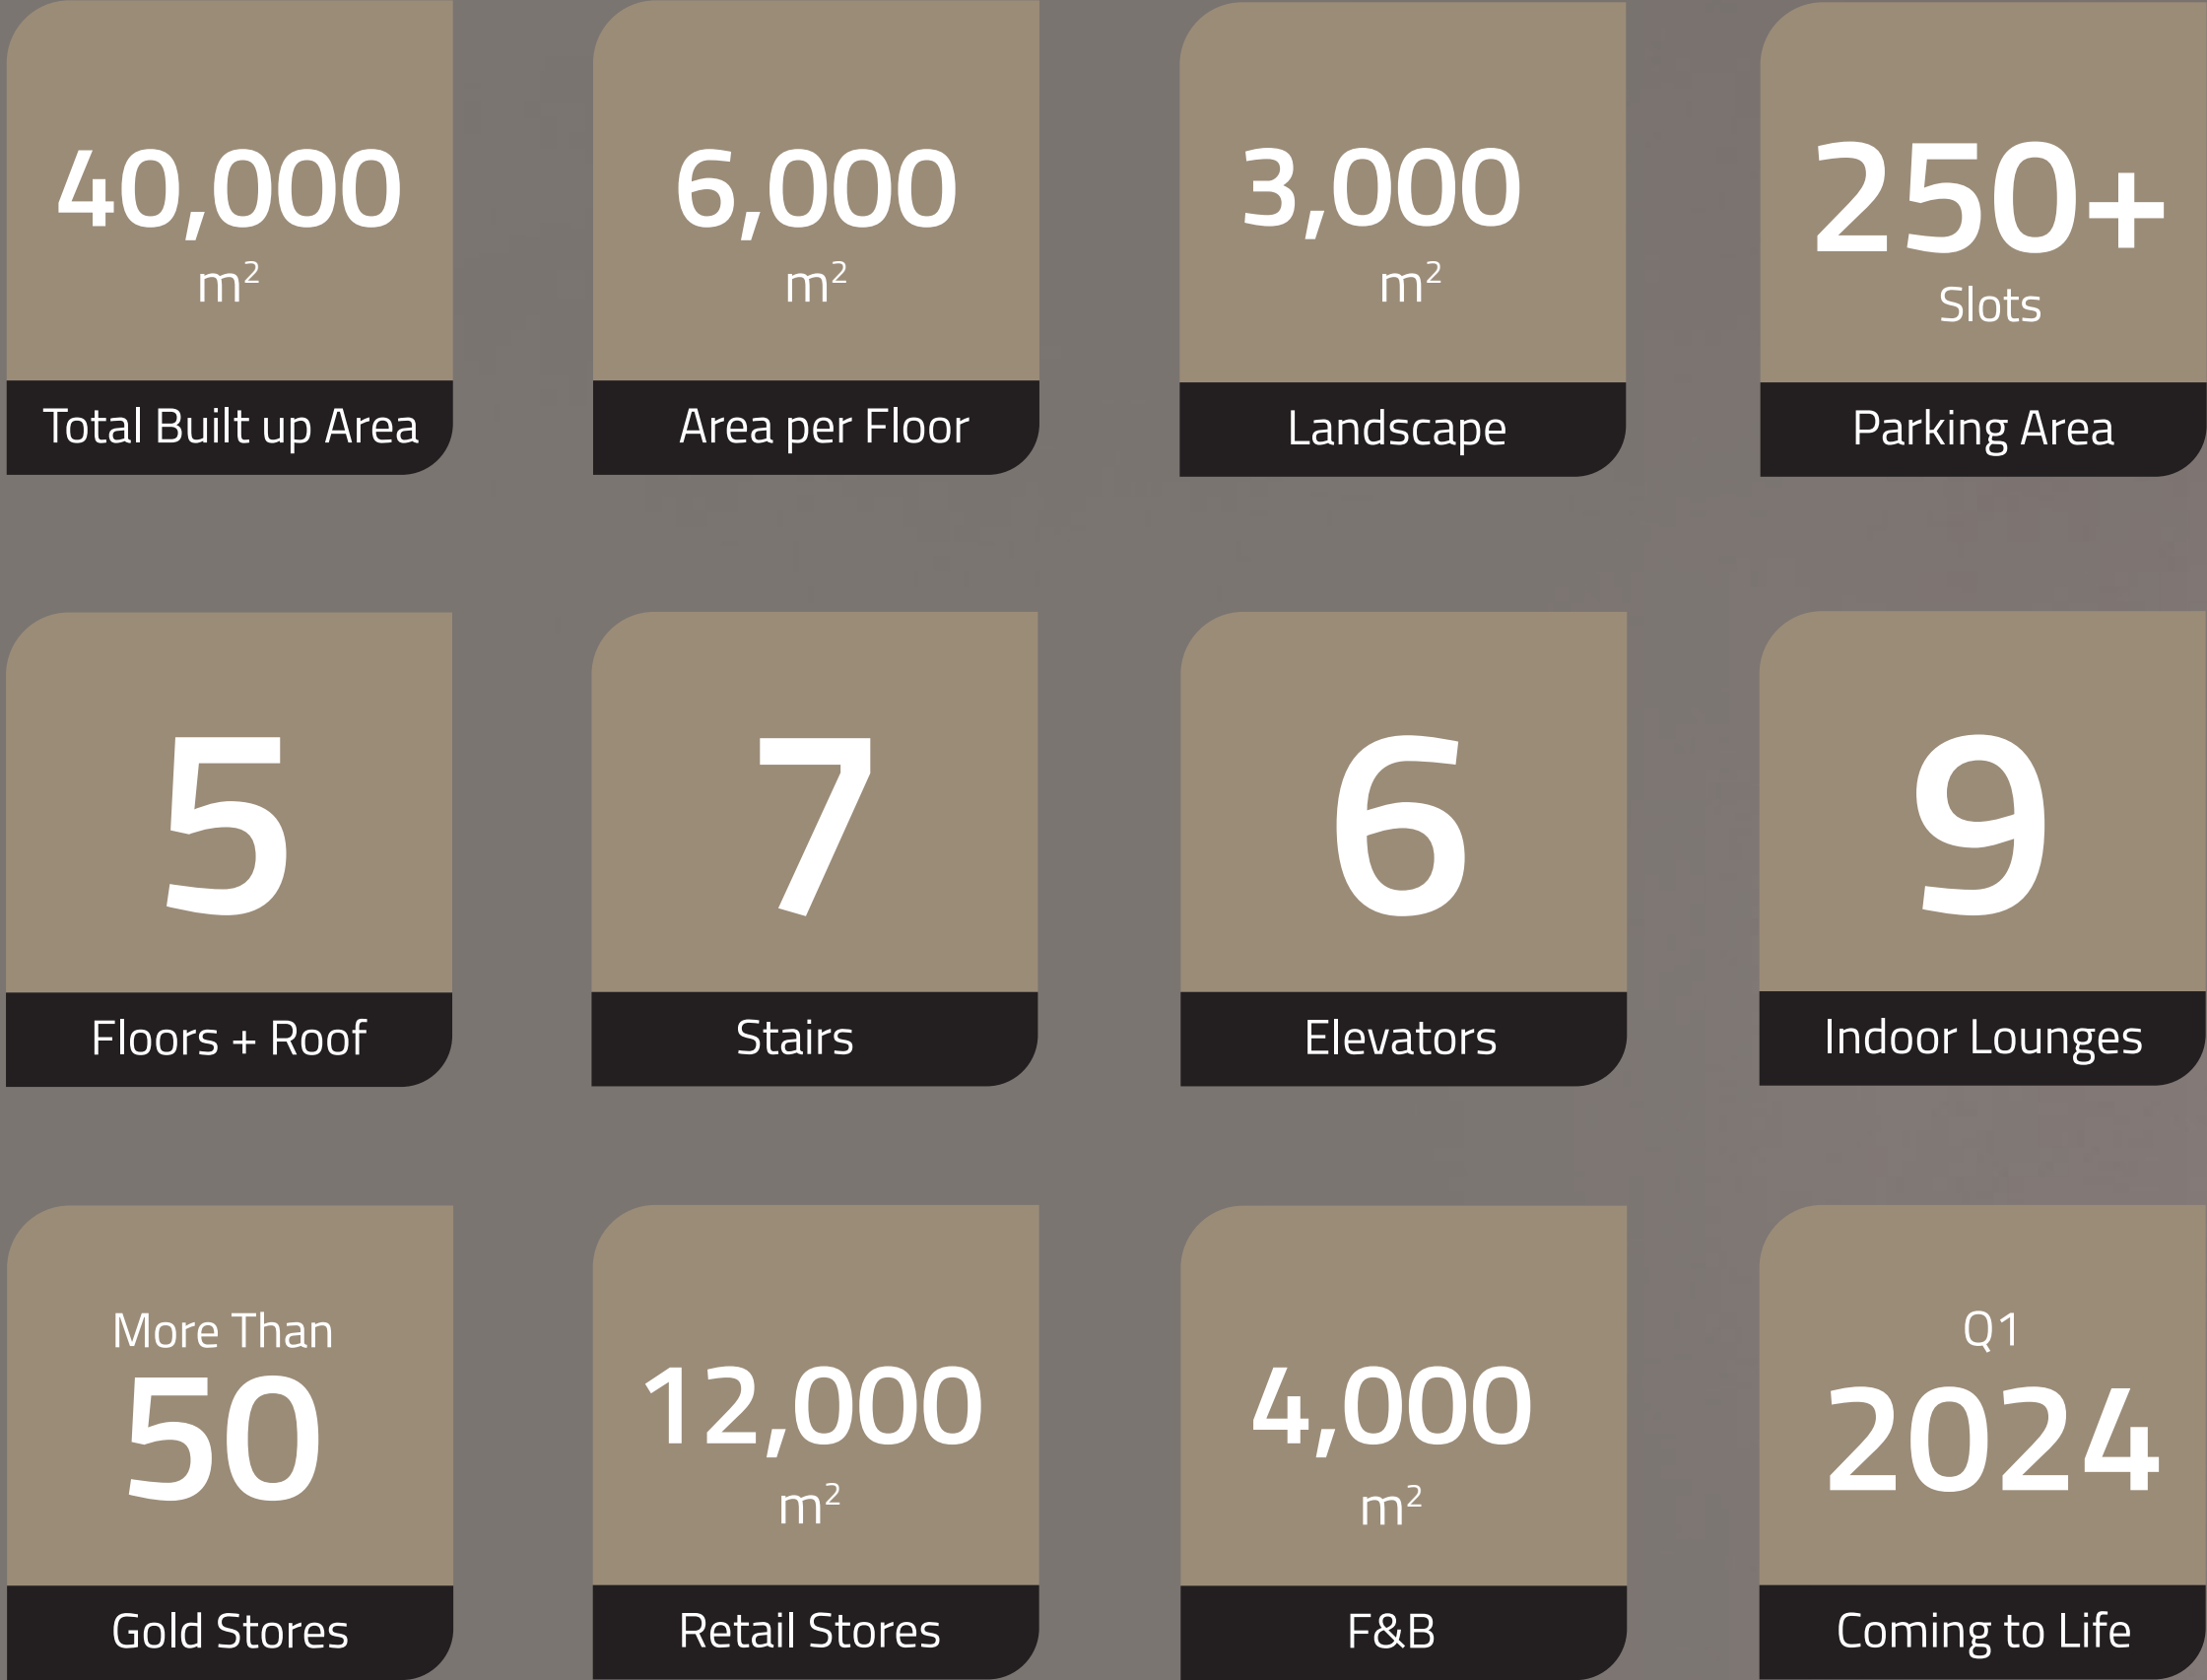 40,000
m²
Total Built up Area
6,000
m²
Area per Floor
3,000
m²
Landscape
250+
Slots
Parking Area
5
Floors + Roof
7
Stairs
6
Elevators
9
Indoor Lounges
More Than
50
Gold Stores
12,000
m²
Retail Stores
4,000
m²
F&B
Q1
2024
Coming to Life